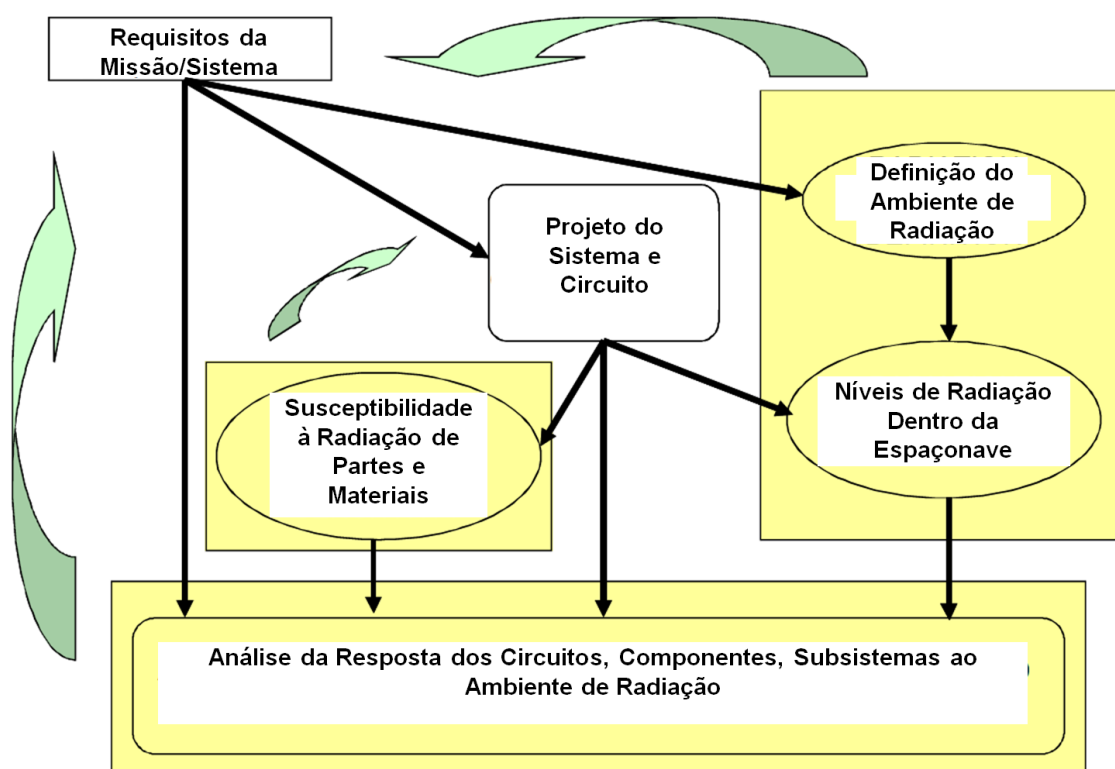 Requisitos da
Missão/Sistema
Definição do
Ambiente de
Radiação
Projeto do
Sistema e
Circuito
Níveis de Radiação
Dentro da
Espaçonave
Susceptibilidade
à Radiação de
Partes e
Materiais
Análise da Resposta dos Circuitos, Componentes, Subsistemas ao
Ambiente de Radiação